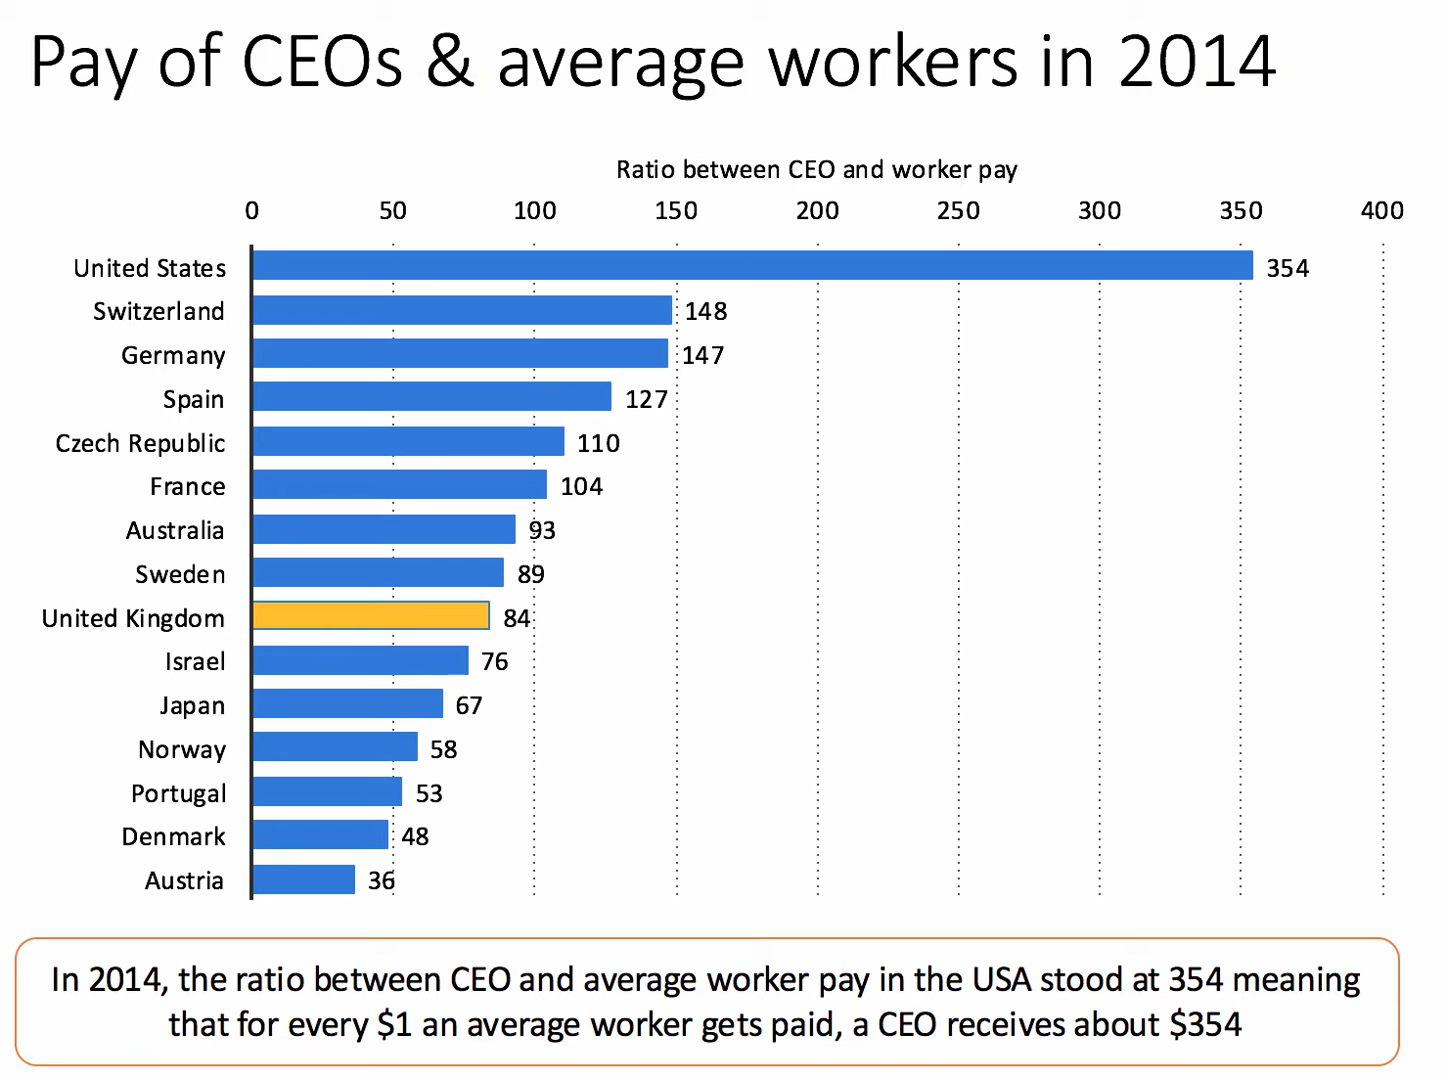 Pay of CEOs & average workers in 2014
Ratio between CEO and worker pay
0 50 100 150 200 250 300 350 400
United States 354
Switzerland 148
Germany 147
Spain 127
Czech Republic 110
France 104
Australia 93
Sweden 89
United Kingdom 84
Israel 76
Japan 67
Norway 58
Portugal 53
Denmark 48
Austria 36
In 2014, the ratio between CEO and average worker pay in the USA stood at 354 meaning
that for every $1 an average worker gets paid, a CEO receives about $354